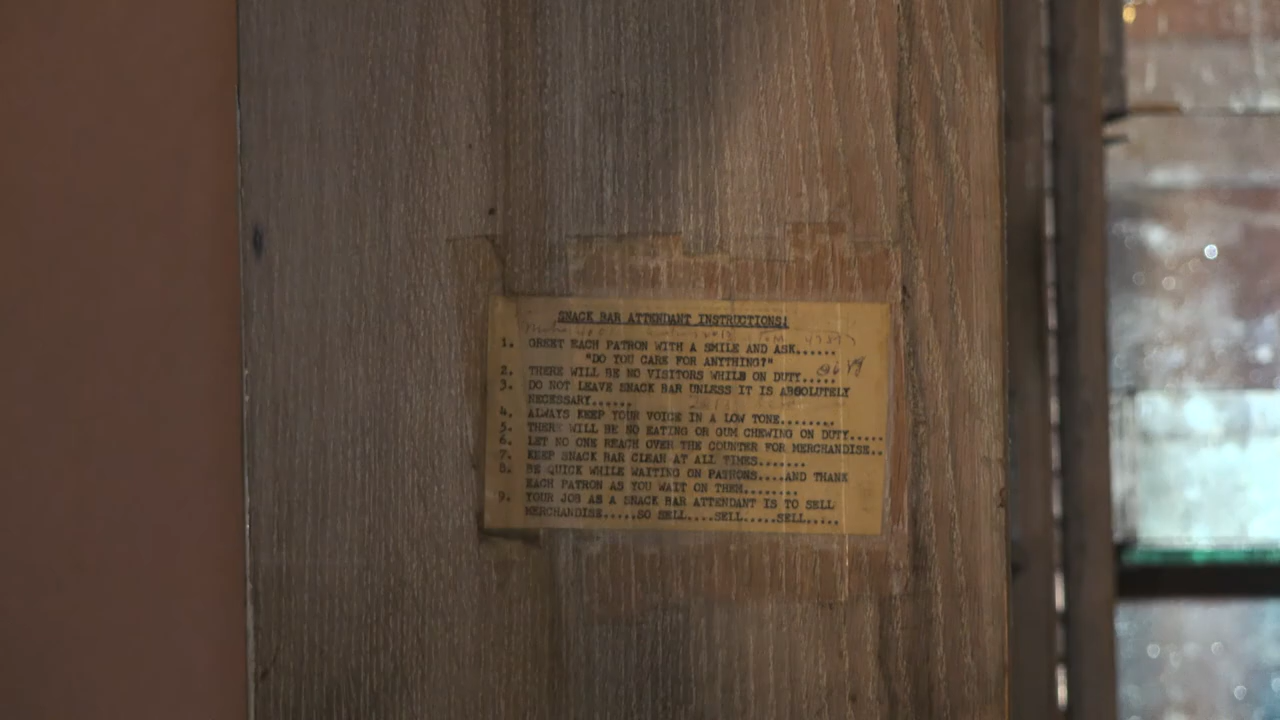 SNACK BAR ATTENDANT INSTRUCTIONS!
1. GREET EACH PATRON WITH A SMILE AND ASK......
"DO YOU CARE FOR ANYTHING?"
2. THERE WILL BE NO VISITORS WHILE ON DUTY.....
3. DO NOT LEAVE SNACK BAR UNLESS IT IS ABSOLUTELY
NECESSARY......
4. ALWAYS KEEP YOUR VOICE IN A LOW TONE........
5. THERE WILL BE NO EATING OR GUM CHEWING ON DUTY.....
6. LET NO ONE REACH OVER THE COUNTER FOR MERCHANDISE..
7. KEEP SNACK BAR CLEAN AT ALL TIMES.......
8. BE QUICK WHILE WAITING ON PATRONS....AND THANK
EACH PATRON AS YOU WAIT ON THEM........
9. YOUR JOB AS A SNACK BAR ATTENDANT IS TO SELL
MERCHANDISE.....SO SELL....SELL.....SELL.....